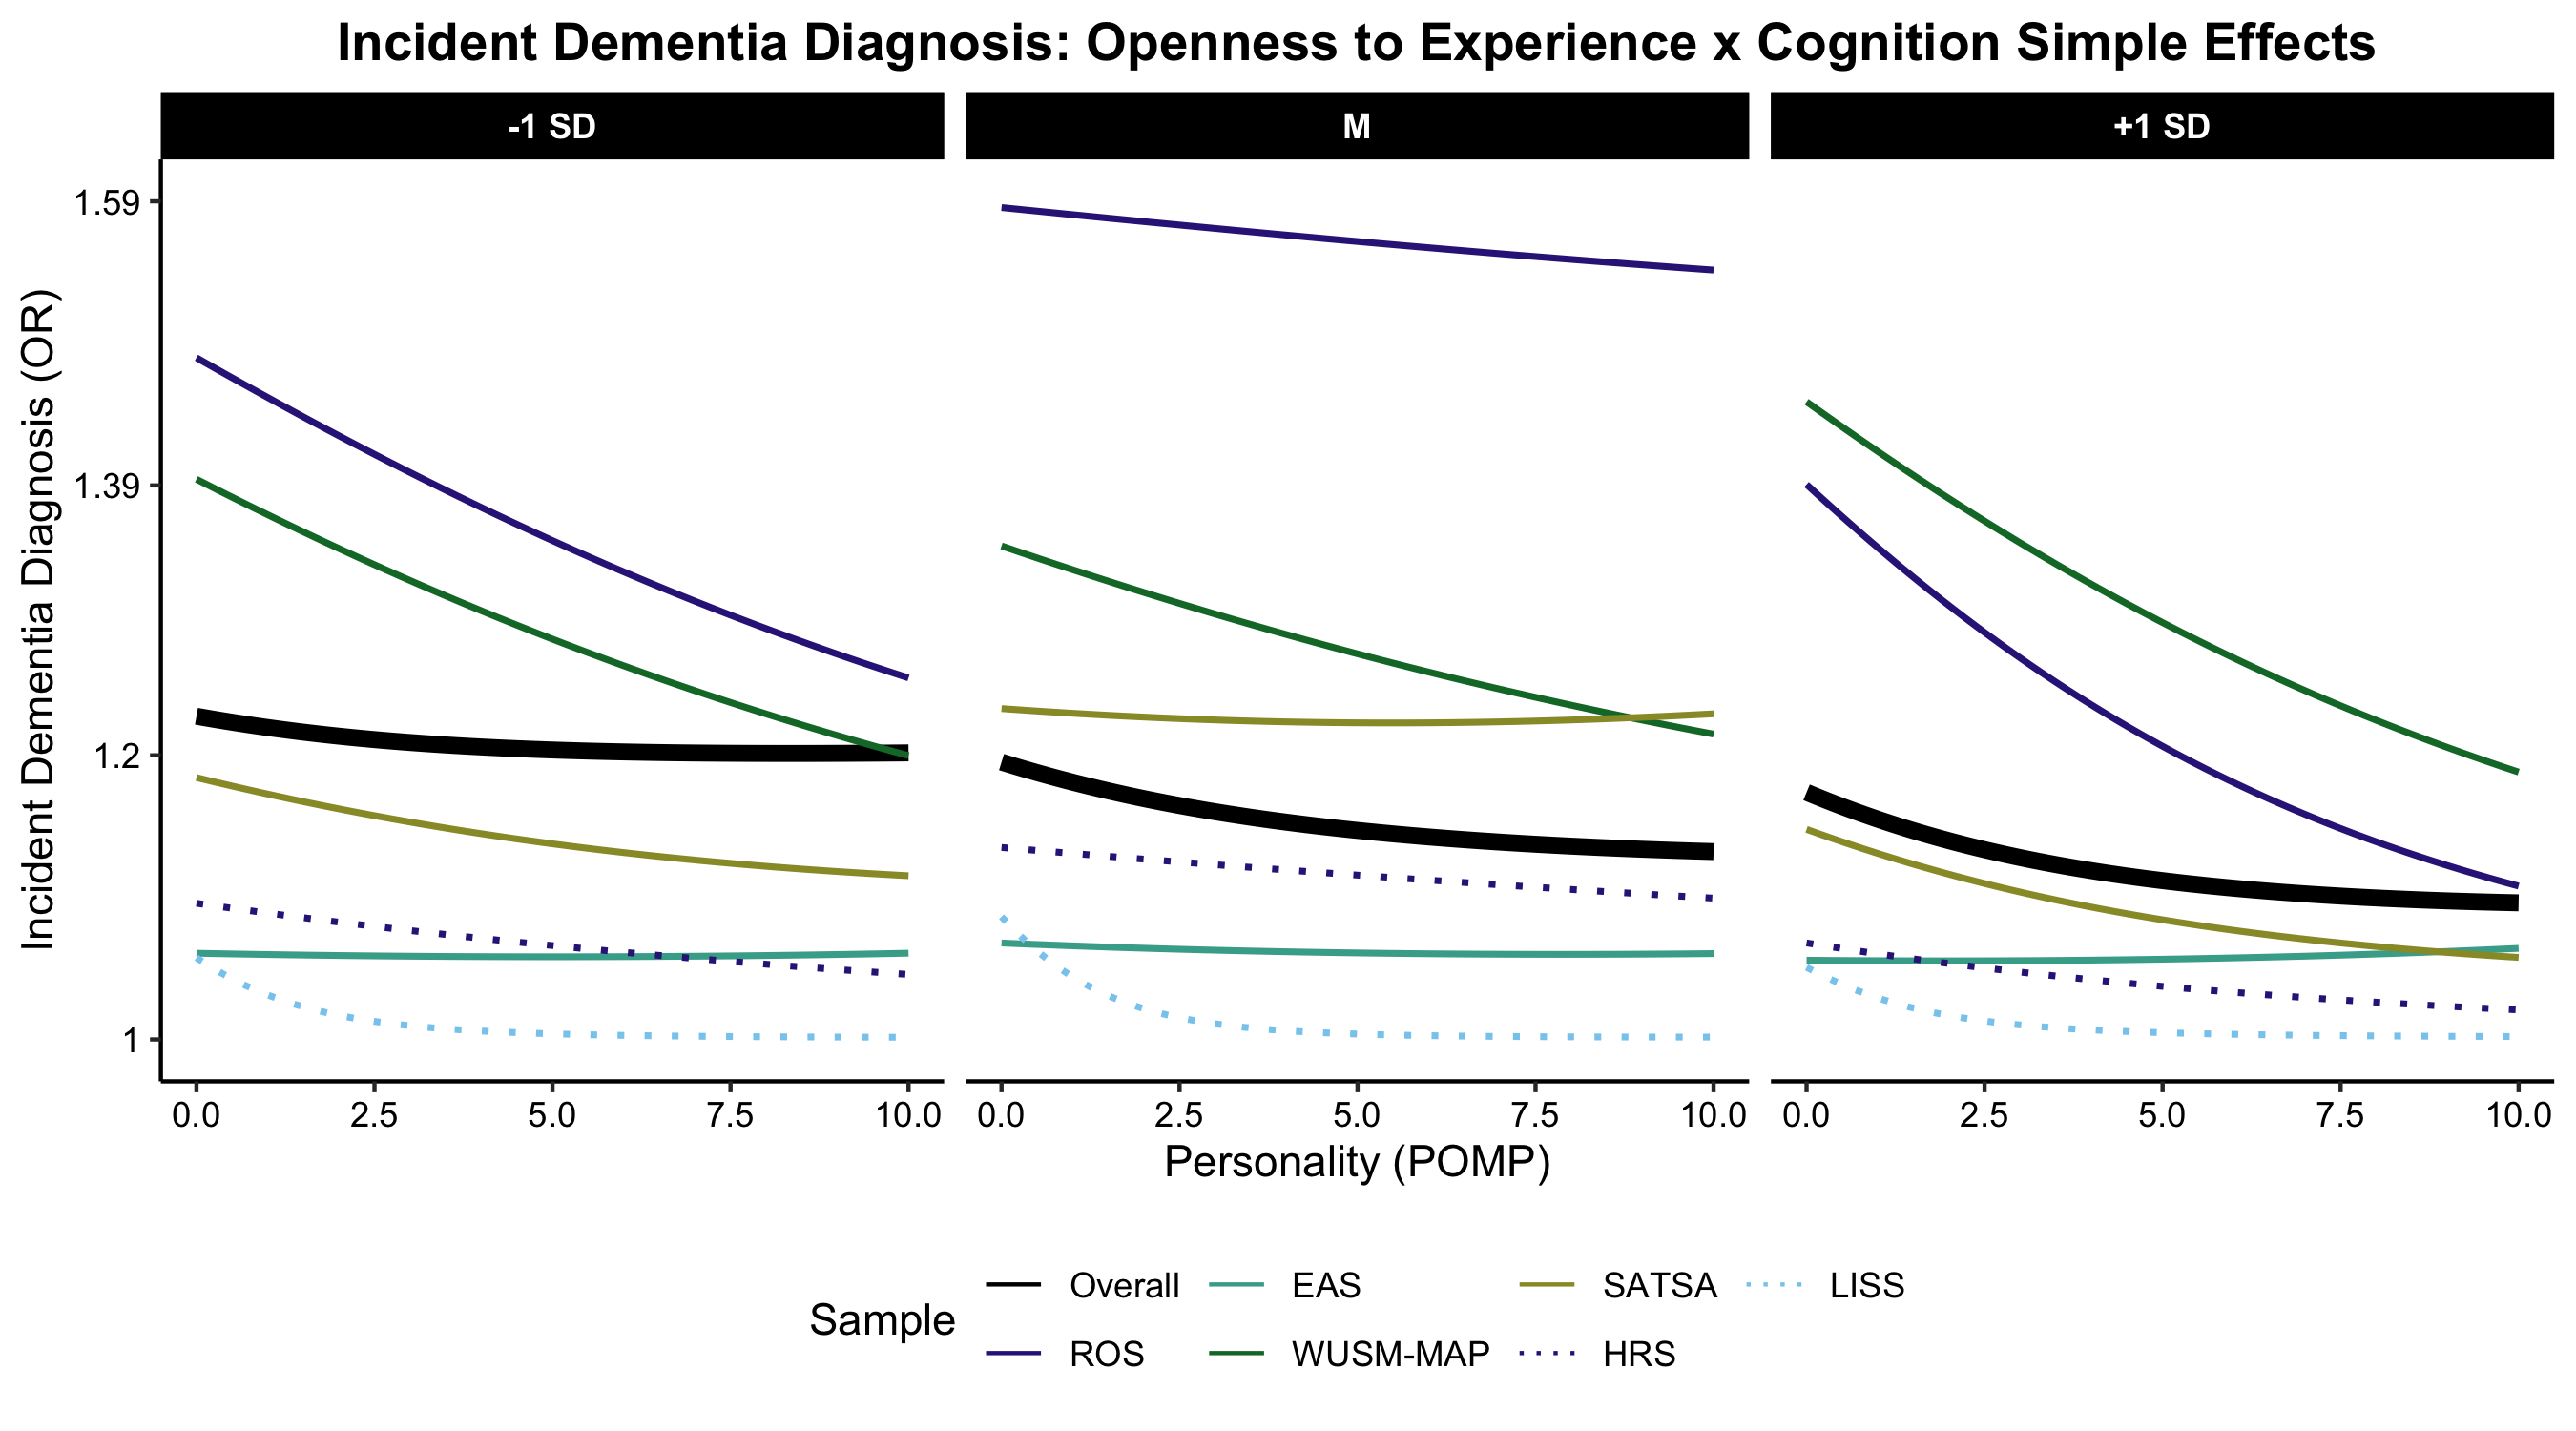 Incident Dementia Diagnosis: Openness to Experience x Cognition Simple Effects
-1 SD
M
+1 SD
Incident Dementia Diagnosis (OR)
1.59
1.39
1.2
1
0.0 2.5 5.0 7.5 10.0
0.0 2.5 5.0 7.5 10.0
0.0 2.5 5.0 7.5 10.0
Personality (POMP)
Sample
Overall EAS SATSA LISS
ROS WUSM-MAP HRS